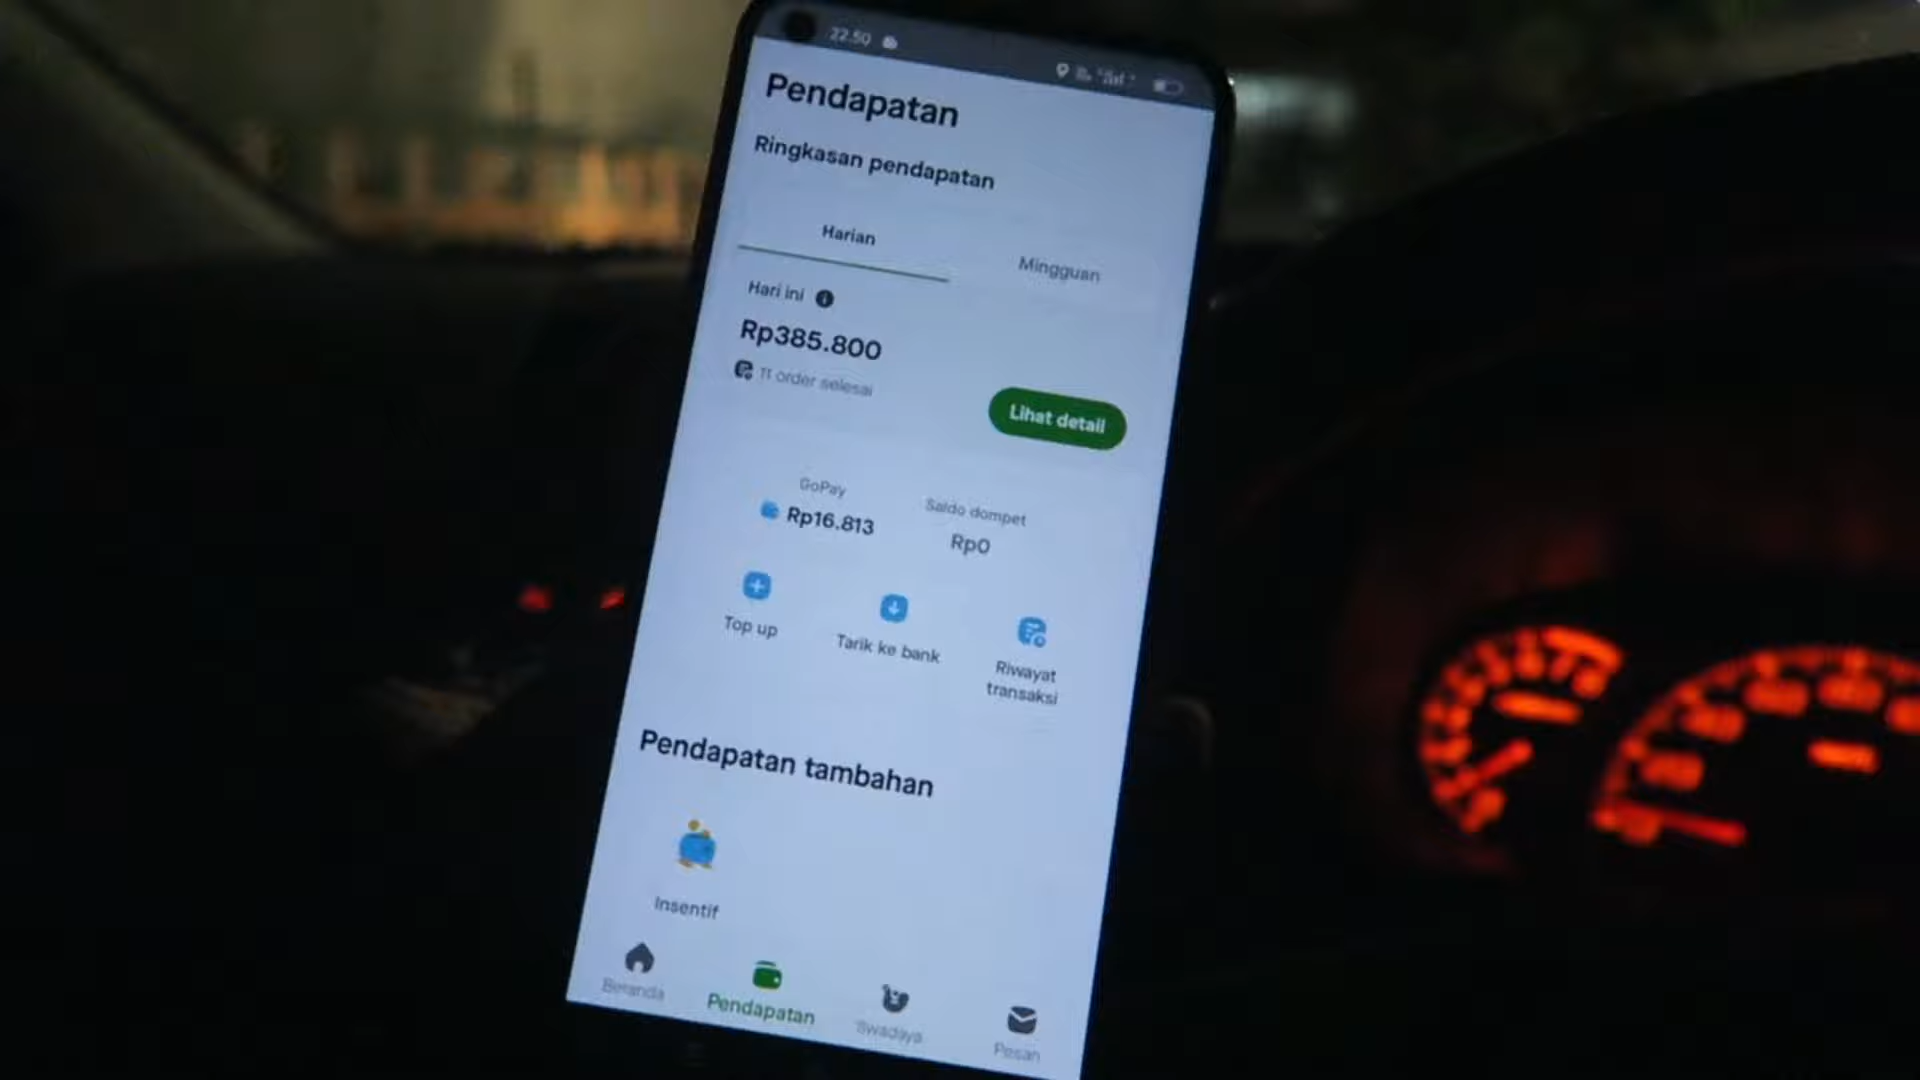 22.50
Pendapatan
Ringkasan pendapatan
Harian
Mingguan
Hari ini
Rp385.800
11 order selesai
Lihat detail
GoPay
Rp16.813
Saldo dompet
Rp0
Top up
Tarik ke bank
Riwayat
transaksi
Pendapatan tambahan
Insentif
Beranda
Pendapatan
Swadaya
Pesan